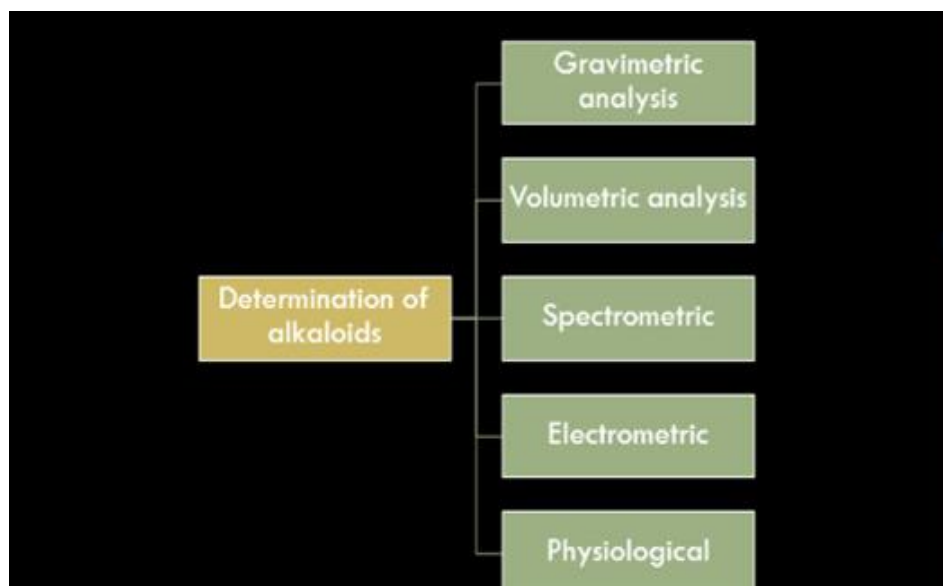 Determination of
alkaloids
Gravimetric
analysis
Volumetric analysis
Spectrometric
Electrometric
Physiological